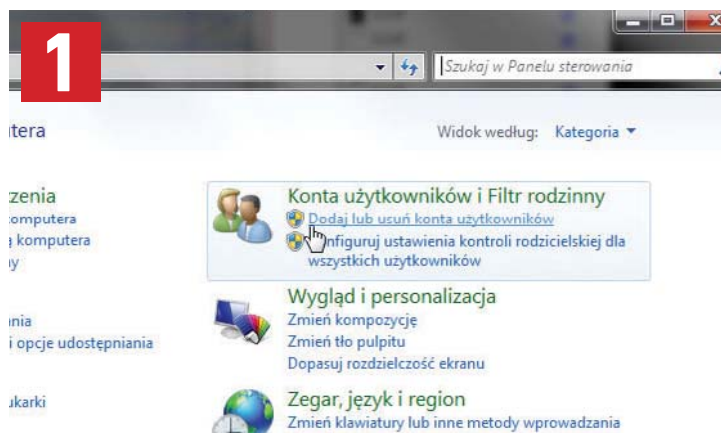 1
Szukaj w Panelu sterowania
tera
Widok według: Kategoria
zenia
komputera
ą komputera
ny
nia
i opcje udostępniania
ukarki
Konta użytkowników i Filtr rodzinny
Dodaj lub usuń konta użytkowników
nfiguruj ustawienia kontroli rodzicielskiej dla
wszystkich użytkowników
Wygląd i personalizacja
Zmień kompozycję
Zmień tło pulpitu
Dopasuj rozdzielczość ekranu
Zegar, język i region
Zmień klawiatury lub inne metody wprowadzania